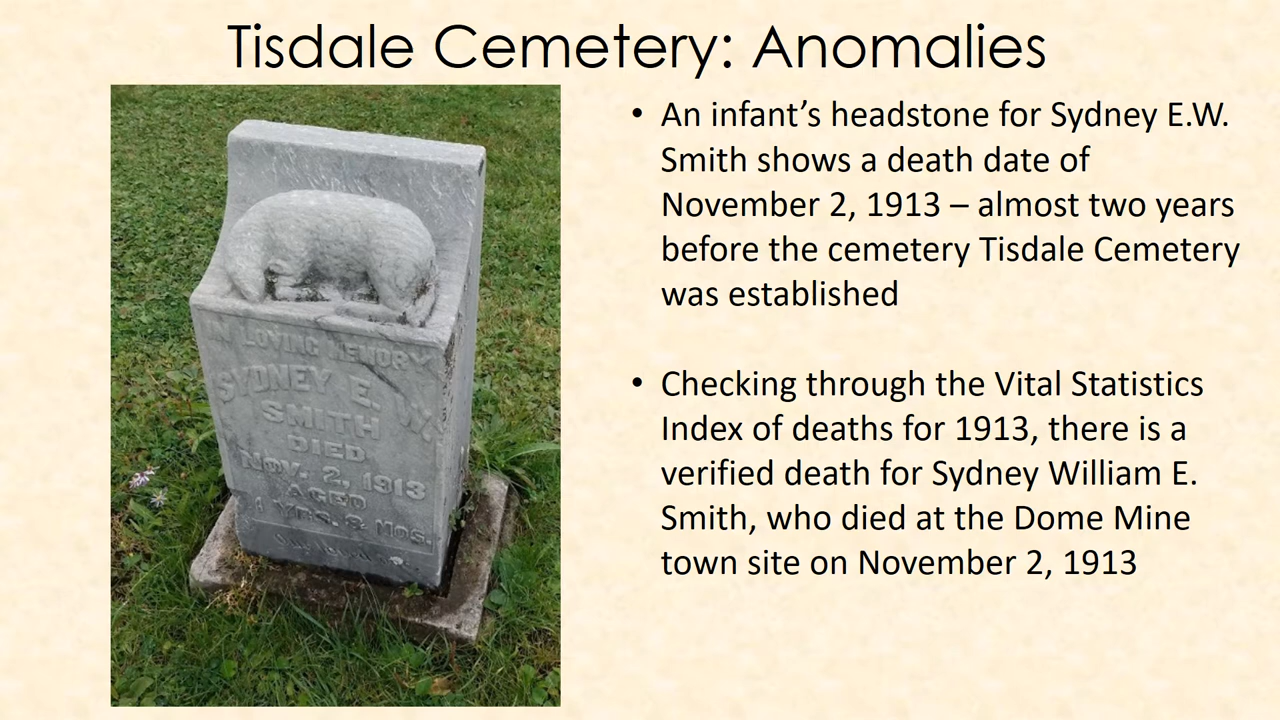 Tisdale Cemetery: Anomalies
IN LOVING MEMORY
SYDNEY E. W.
SMITH
DIED
NOV. 2, 1913
AGED
YRS. 8 MOS.
• An infant’s headstone for Sydney E.W.
Smith shows a death date of
November 2, 1913 – almost two years
before the cemetery Tisdale Cemetery
was established
• Checking through the Vital Statistics
Index of deaths for 1913, there is a
verified death for Sydney William E.
Smith, who died at the Dome Mine
town site on November 2, 1913